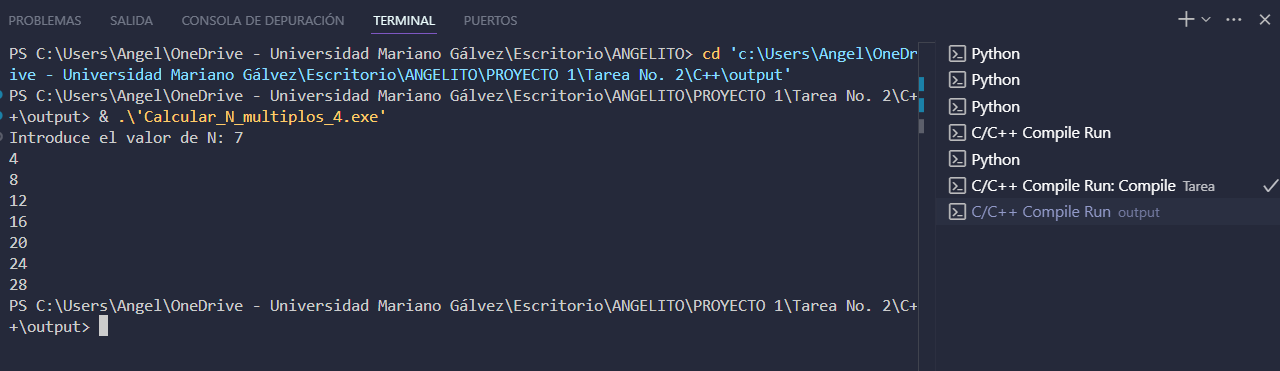 PROBLEMAS SALIDA CONSOLA DE DEPURACIÓN TERMINAL PUERTOS
PS C:\Users\Angel\OneDrive - Universidad Mariano Gálvez\Escritorio\ANGELITO> cd 'c:\Users\Angel\OneDr
ive - Universidad Mariano Gálvez\Escritorio\ANGELITO\PROYECTO 1\Tarea No. 2\C++\output'
PS C:\Users\Angel\OneDrive - Universidad Mariano Gálvez\Escritorio\ANGELITO\PROYECTO 1\Tarea No. 2\C+
+\output> & .\'Calcular_N_multiplos_4.exe'
Introduce el valor de N: 7
4
8
12
16
20
24
28
PS C:\Users\Angel\OneDrive - Universidad Mariano Gálvez\Escritorio\ANGELITO\PROYECTO 1\Tarea No. 2\C+
+\output>
Python
Python
Python
C/C++ Compile Run
Python
C/C++ Compile Run: Compile Tarea
C/C++ Compile Run output